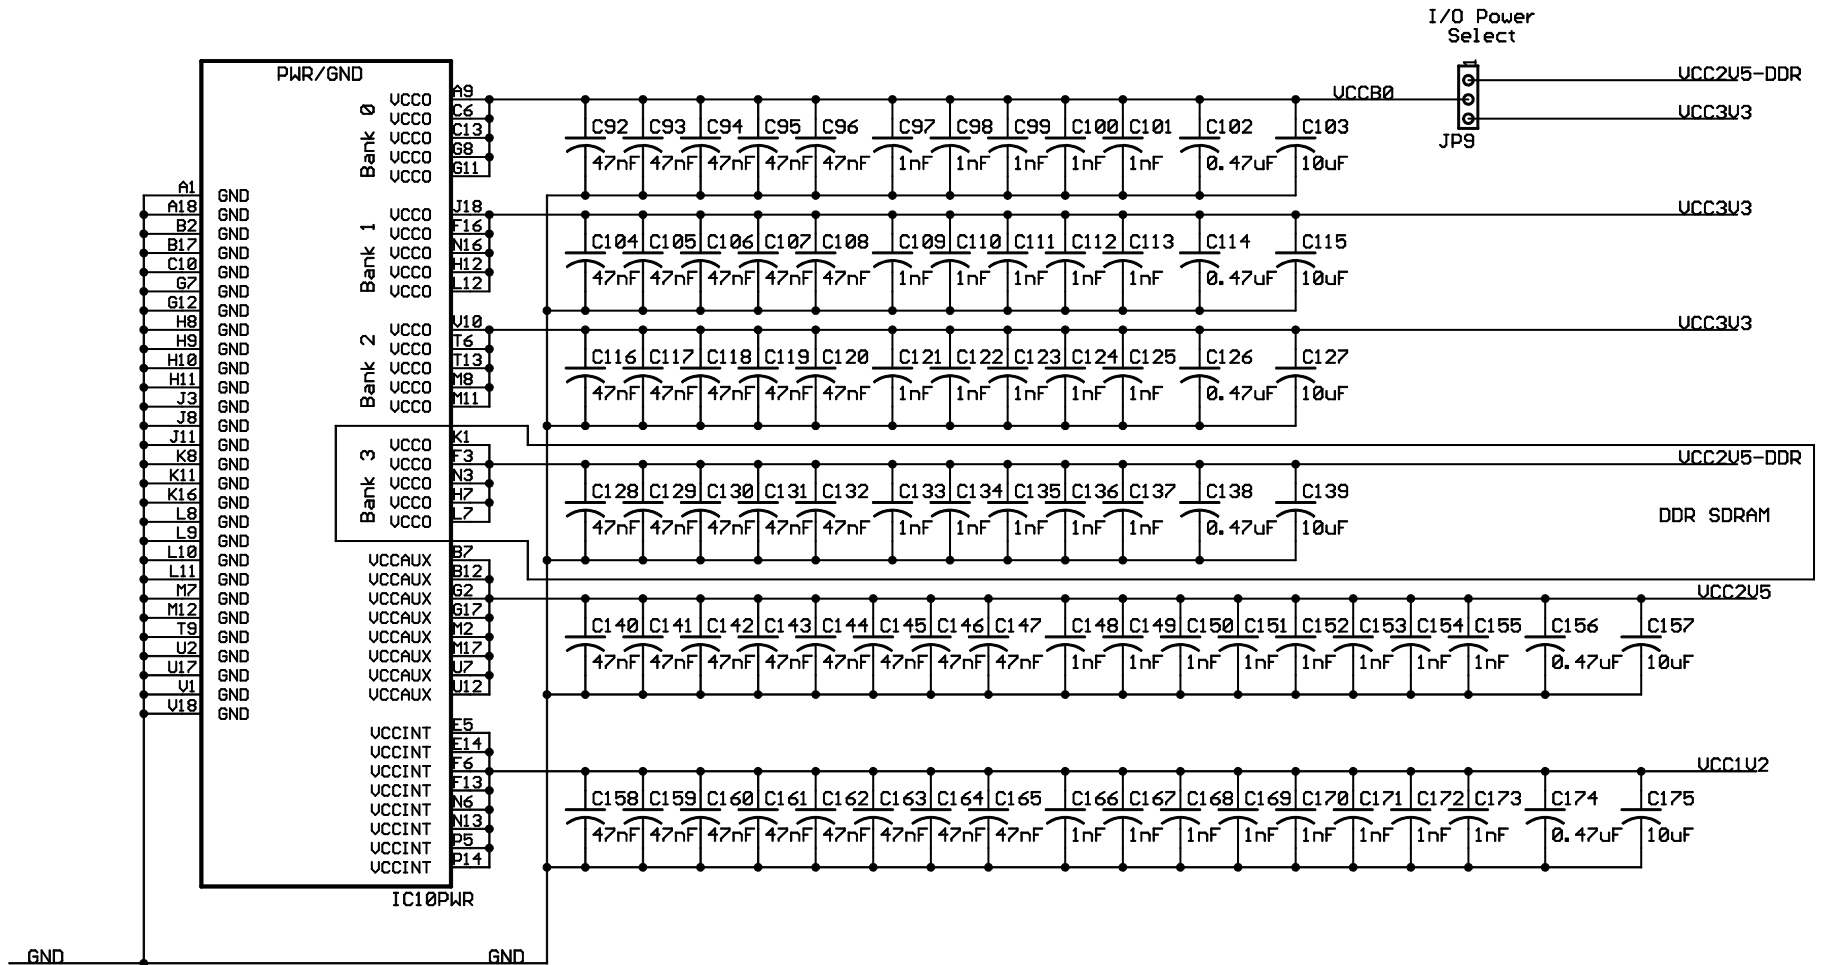 I/O Power
Select
1
VCC2V5-DDR
VCCB0
VCC3V3
JP9
PWR/GND
Bank 0
VCCO A9
VCCO C6
VCCO C13
VCCO G8
VCCO G11
C92 C93 C94 C95 C96 C97 C98 C99 C100 C101 C102 C103
47nF 47nF 47nF 47nF 47nF 1nF 1nF 1nF 1nF 1nF 0.47uF 10uF
Bank 1
VCCO J18
VCCO F16
VCCO N16
VCCO H12
VCCO L12
VCC3V3
C104 C105 C106 C107 C108 C109 C110 C111 C112 C113 C114 C115
47nF 47nF 47nF 47nF 47nF 1nF 1nF 1nF 1nF 1nF 0.47uF 10uF
Bank 2
VCCO V10
VCCO T6
VCCO T13
VCCO M8
VCCO M11
VCC3V3
C116 C117 C118 C119 C120 C121 C122 C123 C124 C125 C126 C127
47nF 47nF 47nF 47nF 47nF 1nF 1nF 1nF 1nF 1nF 0.47uF 10uF
Bank 3
VCCO K1
VCCO F3
VCCO N3
VCCO H7
VCCO L7
VCC2V5-DDR
C128 C129 C130 C131 C132 C133 C134 C135 C136 C137 C138 C139
47nF 47nF 47nF 47nF 47nF 1nF 1nF 1nF 1nF 1nF 0.47uF 10uF
DDR SDRAM
VCCAUX B7
VCCAUX B12
VCCAUX G2
VCCAUX G17
VCCAUX M2
VCCAUX M17
VCCAUX U7
VCCAUX U12
VCC2V5
C140 C141 C142 C143 C144 C145 C146 C147 C148 C149 C150 C151 C152 C153 C154 C155 C156 C157
47nF 47nF 47nF 47nF 47nF 47nF 47nF 47nF 1nF 1nF 1nF 1nF 1nF 1nF 1nF 1nF 0.47uF 10uF
VCCINT E5
VCCINT E14
VCCINT F6
VCCINT F13
VCCINT N6
VCCINT N13
VCCINT P5
VCCINT P14
VCC1V2
C158 C159 C160 C161 C162 C163 C164 C165 C166 C167 C168 C169 C170 C171 C172 C173 C174 C175
47nF 47nF 47nF 47nF 47nF 47nF 47nF 47nF 1nF 1nF 1nF 1nF 1nF 1nF 1nF 1nF 0.47uF 10uF
A1 GND
A18 GND
B2 GND
B17 GND
C10 GND
G7 GND
G12 GND
H8 GND
H9 GND
H10 GND
H11 GND
J3 GND
J8 GND
J11 GND
K8 GND
K11 GND
K16 GND
L8 GND
L9 GND
L10 GND
L11 GND
M7 GND
M12 GND
T9 GND
U2 GND
U17 GND
V1 GND
V18 GND
IC10PWR
GND GND